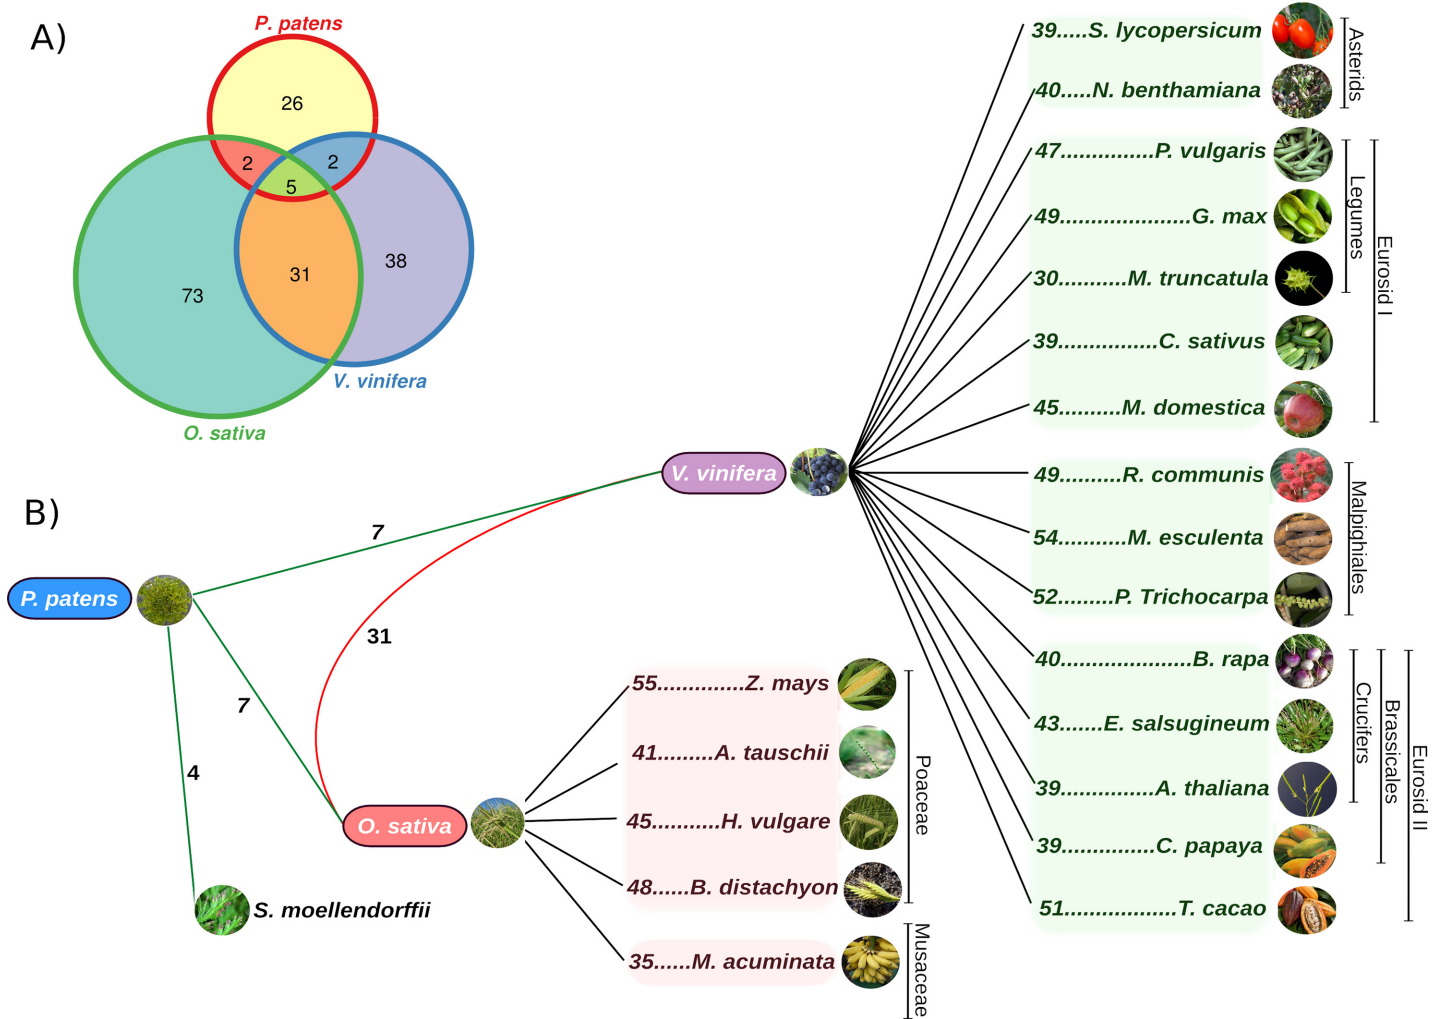 A)
P. patens
26
2
2
5
31
38
73
V. vinifera
O. sativa
B)
P. patens
7
7
4
31
V. vinifera
O. sativa
S. moellendorffii
39.....S. lycopersicum
40.....N. benthamiana
Asterids
47..............P. vulgaris
49....................G. max
30...........M. truncatula
Legumes
39...............C. sativus
45..........M. domestica
Eurosid I
49..............R. communis
54...........M. esculenta
52.........P. Trichocarpa
Malpighiales
40.....................B. rapa
43.......E. salsugineum
39..............A. thaliana
Crucifers
39...............C. papaya
Brassicales
51..................T. cacao
Eurosid II
55..............Z. mays
41.........A. tauschii
45...........H. vulgare
48......B. distachyon
Poaceae
35......M. acuminata
Musaceae